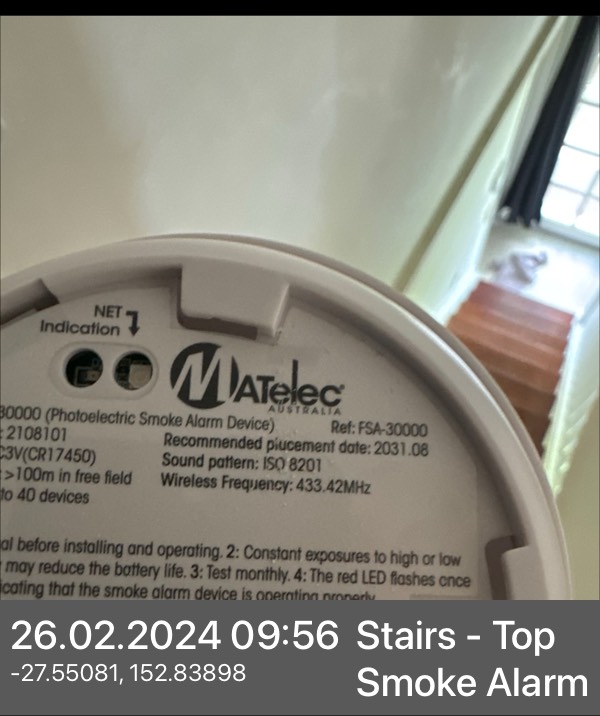 NET
Indication
MATelec
AUSTRALIA
30000 (Photoelectric Smoke Alarm Device)
Ref: FSA-30000
: 2108101
Recommended placement date: 2031.08
C3V(CR17450)
Sound pattern: ISO 8201
: >100m in free field
Wireless Frequency: 433.42MHz
to 40 devices
al before installing and operating. 2: Constant exposures to high or low
may reduce the battery life. 3: Test monthly. 4: The red LED flashes once
icating that the smoke alarm device is operating properly
26.02.2024 09:56
-27.55081, 152.83898
Stairs - Top
Smoke Alarm